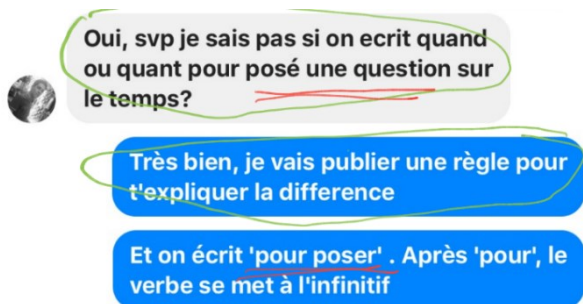 Oui, svp je sais pas si on ecrit quand
ou quant pour posé une question sur
le temps?
Très bien, je vais publier une règle pour
t'expliquer la difference
Et on écrit 'pour poser' . Après 'pour', le
verbe se met à l'infinitif